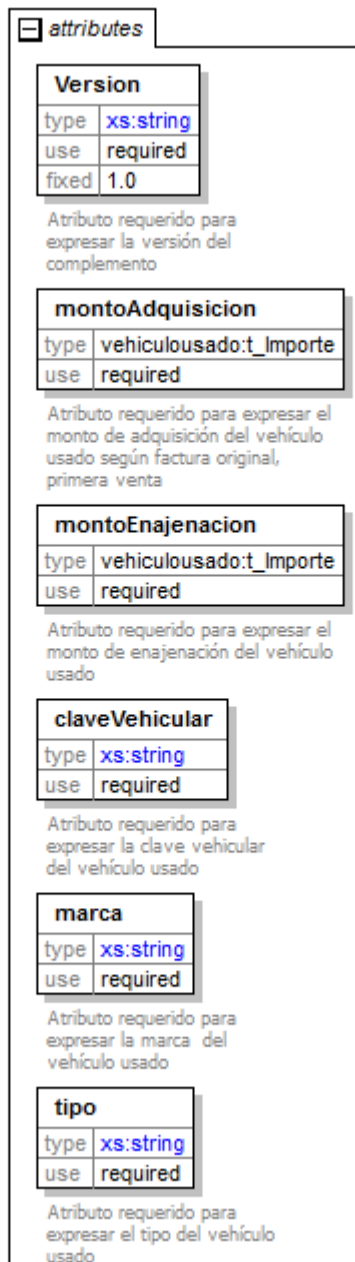 attributes
Version
type xs:string
use required
fixed 1.0
Atributo requerido para
expresar la versión del
complemento
montoAdquisicion
type vehiculousado:t_Importe
use required
Atributo requerido para expresar el
monto de adquisición del vehículo
usado según factura original,
primera venta
montoEnajenacion
type vehiculousado:t_Importe
use required
Atributo requerido para expresar el
monto de enajenación del vehículo
usado
claveVehicular
type xs:string
use required
Atributo requerido para
expresar la clave vehicular
del vehículo usado
marca
type xs:string
use required
Atributo requerido para
expresar la marca del
vehículo usado
tipo
type xs:string
use required
Atributo requerido para
expresar el tipo del vehículo
usado